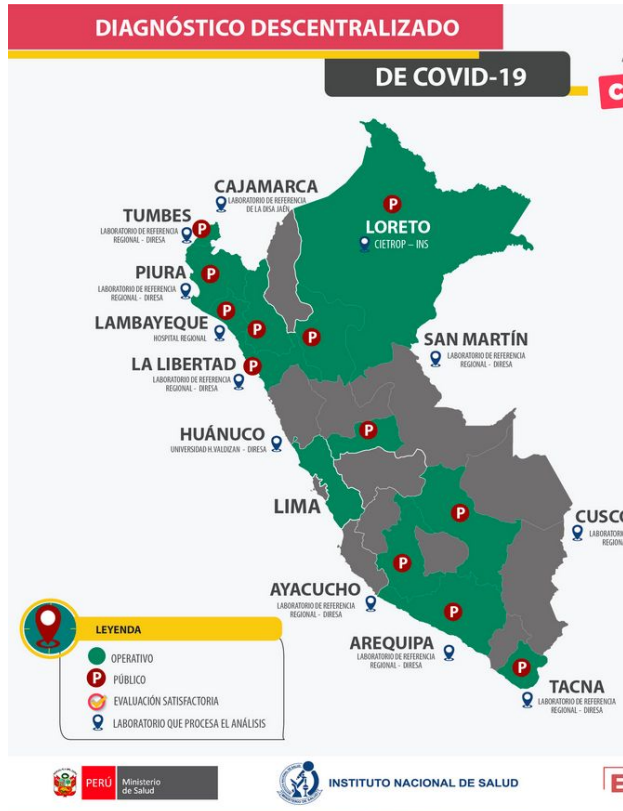 DIAGNÓSTICO DESCENTRALIZADO
DE COVID-19
C
CAJAMARCA
LABORATORIO DE REFERENCIA
DE LA DISA JAÉN
TUMBES
LABORATORIO DE REFERENCIA
REGIONAL - DIRESA
P
P
LORETO
CIETROP – INS
PIURA
LABORATORIO DE REFERENCIA
REGIONAL - DIRESA
P
LAMBAYEQUE
HOSPITAL REGIONAL
P
P
P
SAN MARTÍN
LABORATORIO DE REFERENCIA
REGIONAL - DIRESA
LA LIBERTAD
LABORATORIO DE REFERENCIA
REGIONAL - DIRESA
P
HUÁNUCO
UNIVERSIDAD H.VALDIZAN - DIRESA
P
LIMA
P
CUSCO
LABORATORIO
REGION
P
AYACUCHO
LABORATORIO DE REFERENCIA
REGIONAL - DIRESA
P
AREQUIPA
LABORATORIO DE REFERENCIA
REGIONAL - DIRESA
P
TACNA
LABORATORIO DE REFERENCIA
REGIONAL - DIRESA
LEYENDA
OPERATIVO
P PÚBLICO
EVALUACIÓN SATISFACTORIA
LABORATORIO QUE PROCESA EL ANÁLISIS
PERÚ Ministerio
de Salud
INSTITUTO NACIONAL DE SALUD
E